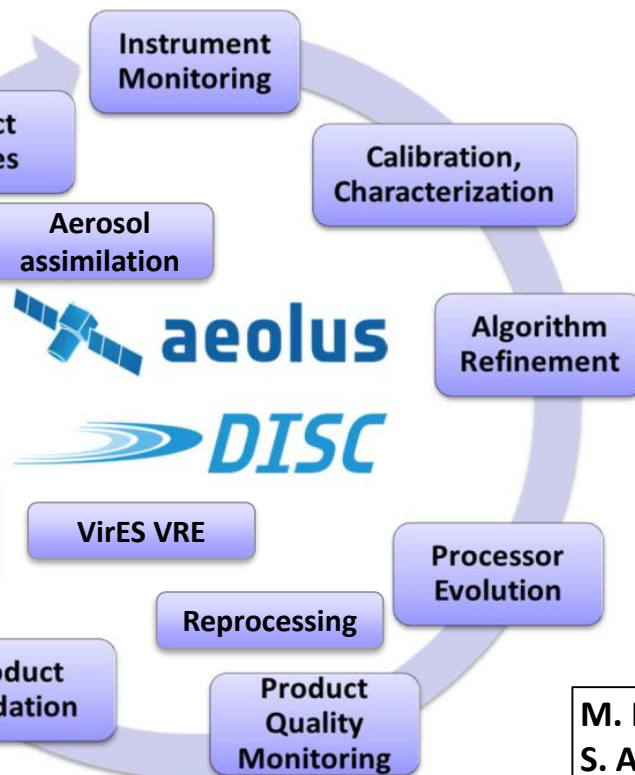 Instrument
Monitoring
Calibration,
Characterization
Aerosol
assimilation
aeolus
Algorithm
Refinement
DISC
VirES VRE
Processor
Evolution
Reprocessing
Product
Quality
Monitoring
M.
S. A